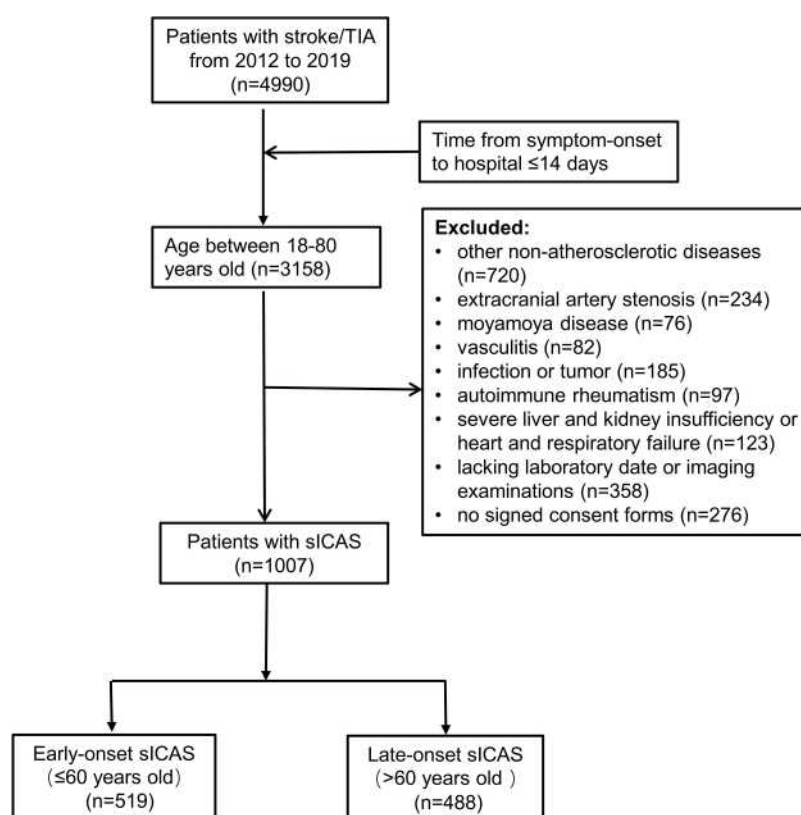 Patients with stroke/TIA
from 2012 to 2019
(n=4990)
Time from symptom-onset
to hospital ≤14 days
Age between 18-80
years old (n=3158)
Excluded:
• other non-atherosclerotic diseases
(n=720)
• extracranial artery stenosis (n=234)
• moyamoya disease (n=76)
• vasculitis (n=82)
• infection or tumor (n=185)
• autoimmune rheumatism (n=97)
• severe liver and kidney insufficiency or
heart and respiratory failure (n=123)
• lacking laboratory date or imaging
examinations (n=358)
• no signed consent forms (n=276)
Patients with sICAS
(n=1007)
Early-onset sICAS
(≤60 years old)
(n=519)
Late-onset sICAS
(>60 years old )
(n=488)